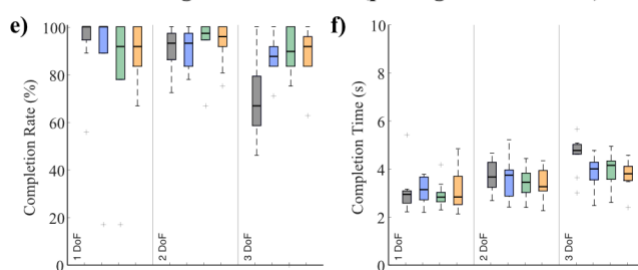 e)
f)
Completion Rate (%)
100
80
60
40
20
0
1 DoF
2 DoF
3 DoF
Completion Time (s)
10
8
6
4
2
0
1 DoF
2 DoF
3 DoF